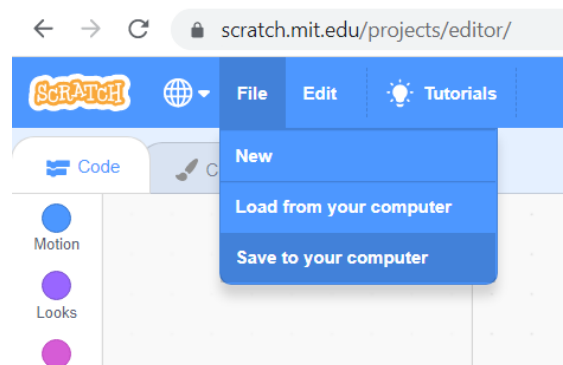 scratch.mit.edu/projects/editor/
SCRATCH File Edit Tutorials
New
Code C
Load from your computer
Save to your computer
Motion
Looks